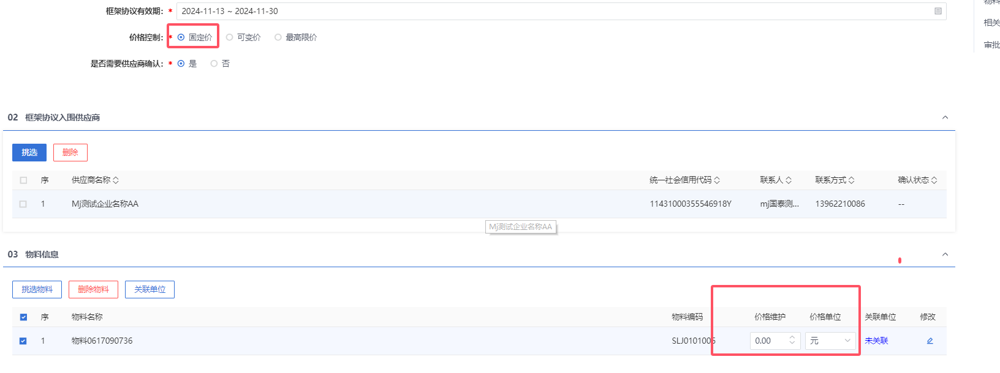 框架协议有效期: * 2024-11-13 ~ 2024-11-30
物料
相关
价格控制: * 固定价 可变价 最高限价
审批
是否需要供应商确认: * 是 否
02 框架协议入围供应商
挑选 删除
序 供应商名称 统一社会信用代码 联系人 联系方式 确认状态
1 Mj测试企业名称AA 11431000355546918Y mj国泰测... 13962210086 --
Mj测试企业名称AA
03 物料信息
挑选物料 删除物料 关联单位
序 物料名称 物料编码 价格维护 价格单位 关联单位 修改
1 物料0617090736 SLJ0101006 0.00 元 未关联